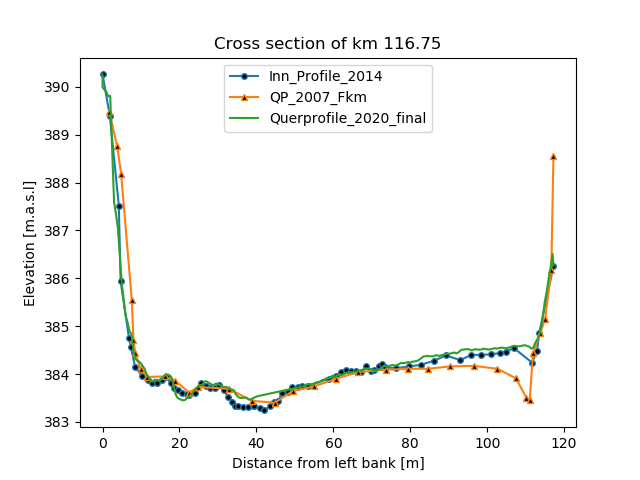 Cross section of km 116.75
Inn_Profile_2014
QP_2007_Fkm
Querprofile_2020_final
Elevation [m.a.s.l]
390
389
388
387
386
385
384
383
0 20 40 60 80 100 120
Distance from left bank [m]